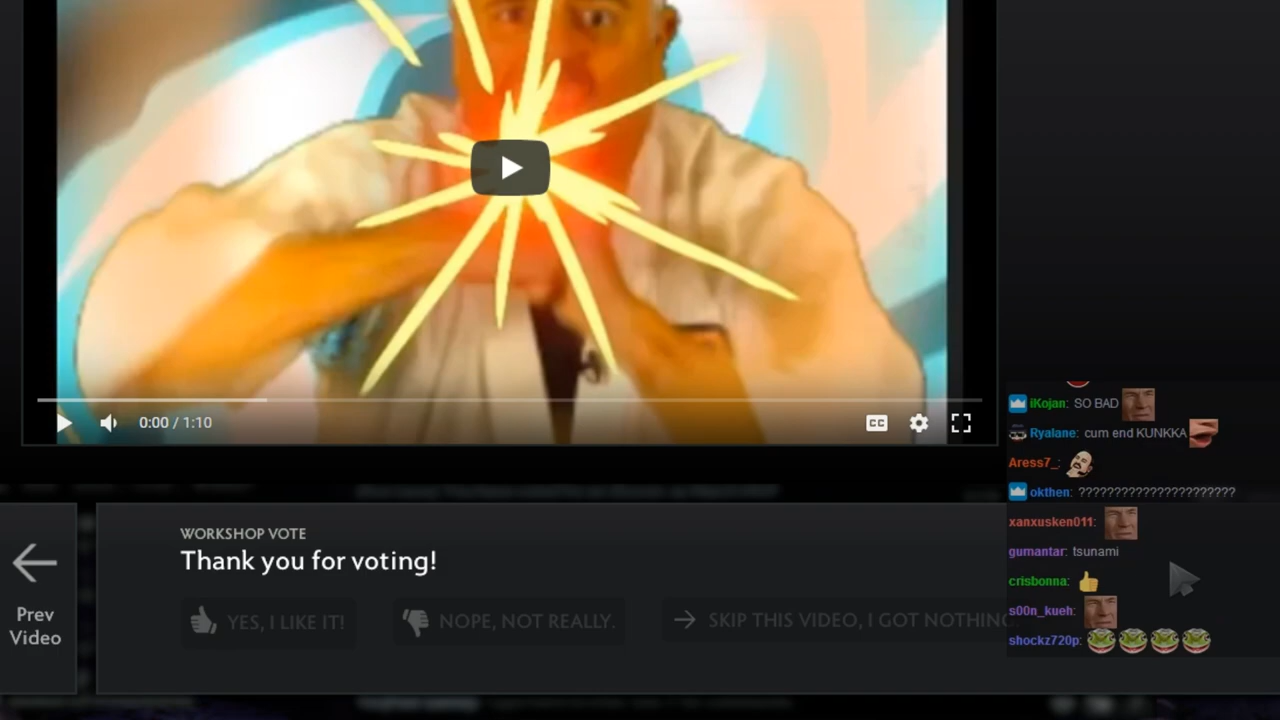 0:00 / 1:10
CC
iKojan: SO BAD
Ryalane: cum end KUNKKA
Aress7_:
okthen: ??????????????????????
xanxusken011:
gumantar: tsunami
crisbonna:
s00n_kueh:
shockz720p:
Prev
Video
WORKSHOP VOTE
Thank you for voting!
YES, I LIKE IT!
NOPE, NOT REALLY.
SKIP THIS VIDEO, I GOT NOTHING